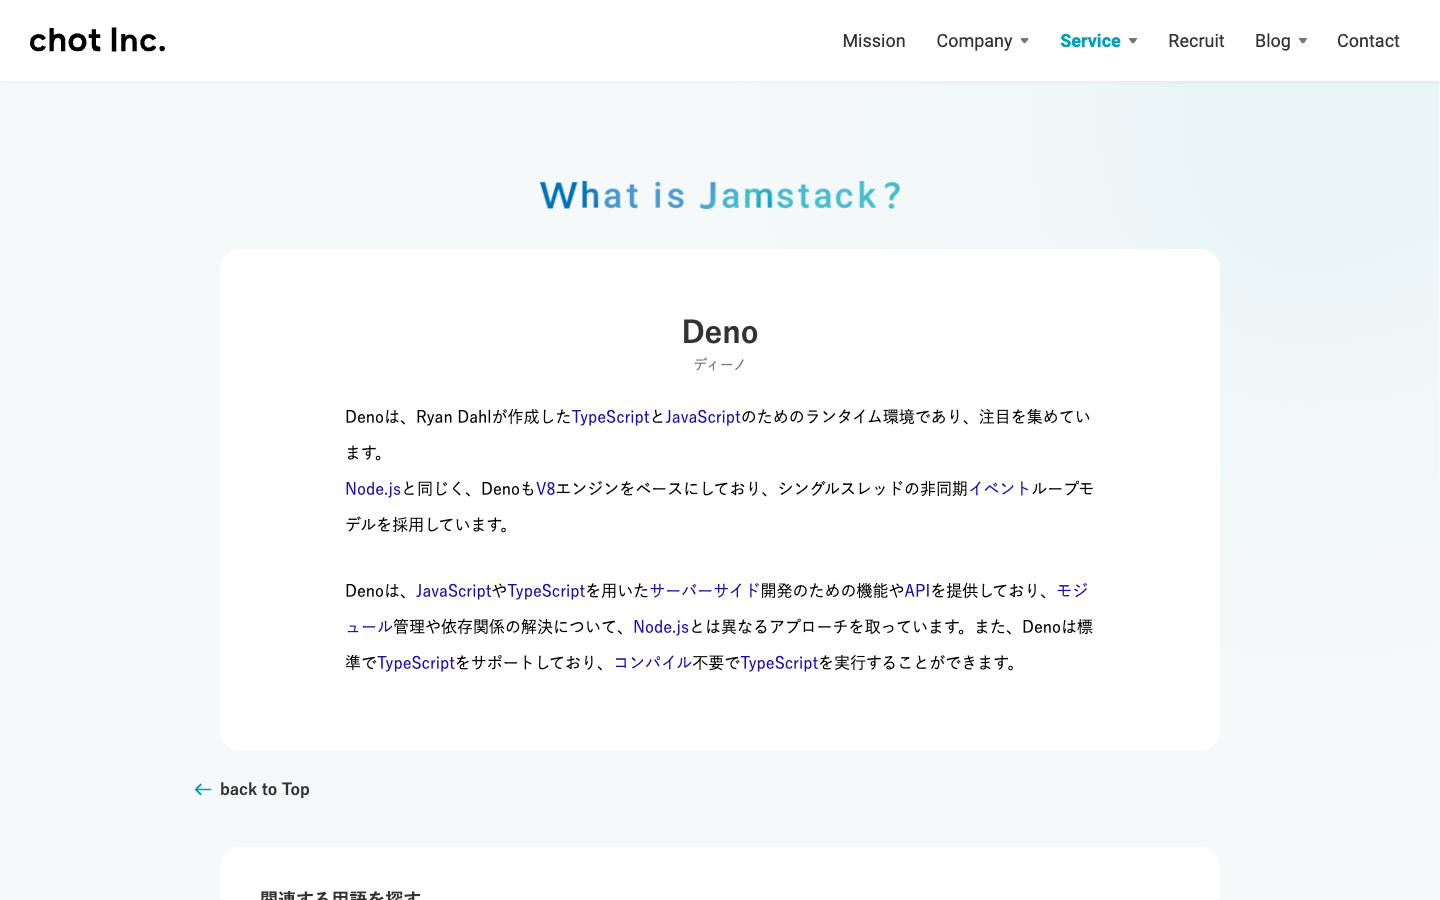 chot Inc.
Mission
Company
Service
Recruit
Blog
Contact
What is Jamstack?
Deno
ディーノ
Denoは、Ryan Dahlが作成したTypeScriptとJavaScriptのためのランタイム環境であり、注目を集めてい
ます。
Node.jsと同じく、DenoもV8エンジンをベースにしており、シングルスレッドの非同期イベントループモ
デルを採用しています。
Denoは、JavaScriptやTypeScriptを用いたサーバーサイド開発のための機能やAPIを提供しており、モジ
ュール管理や依存関係の解決について、Node.jsとは異なるアプローチを取っています。また、Denoは標
準でTypeScriptをサポートしており、コンパイル不要でTypeScriptを実行することができます。
← back to Top
関連する用語を探す